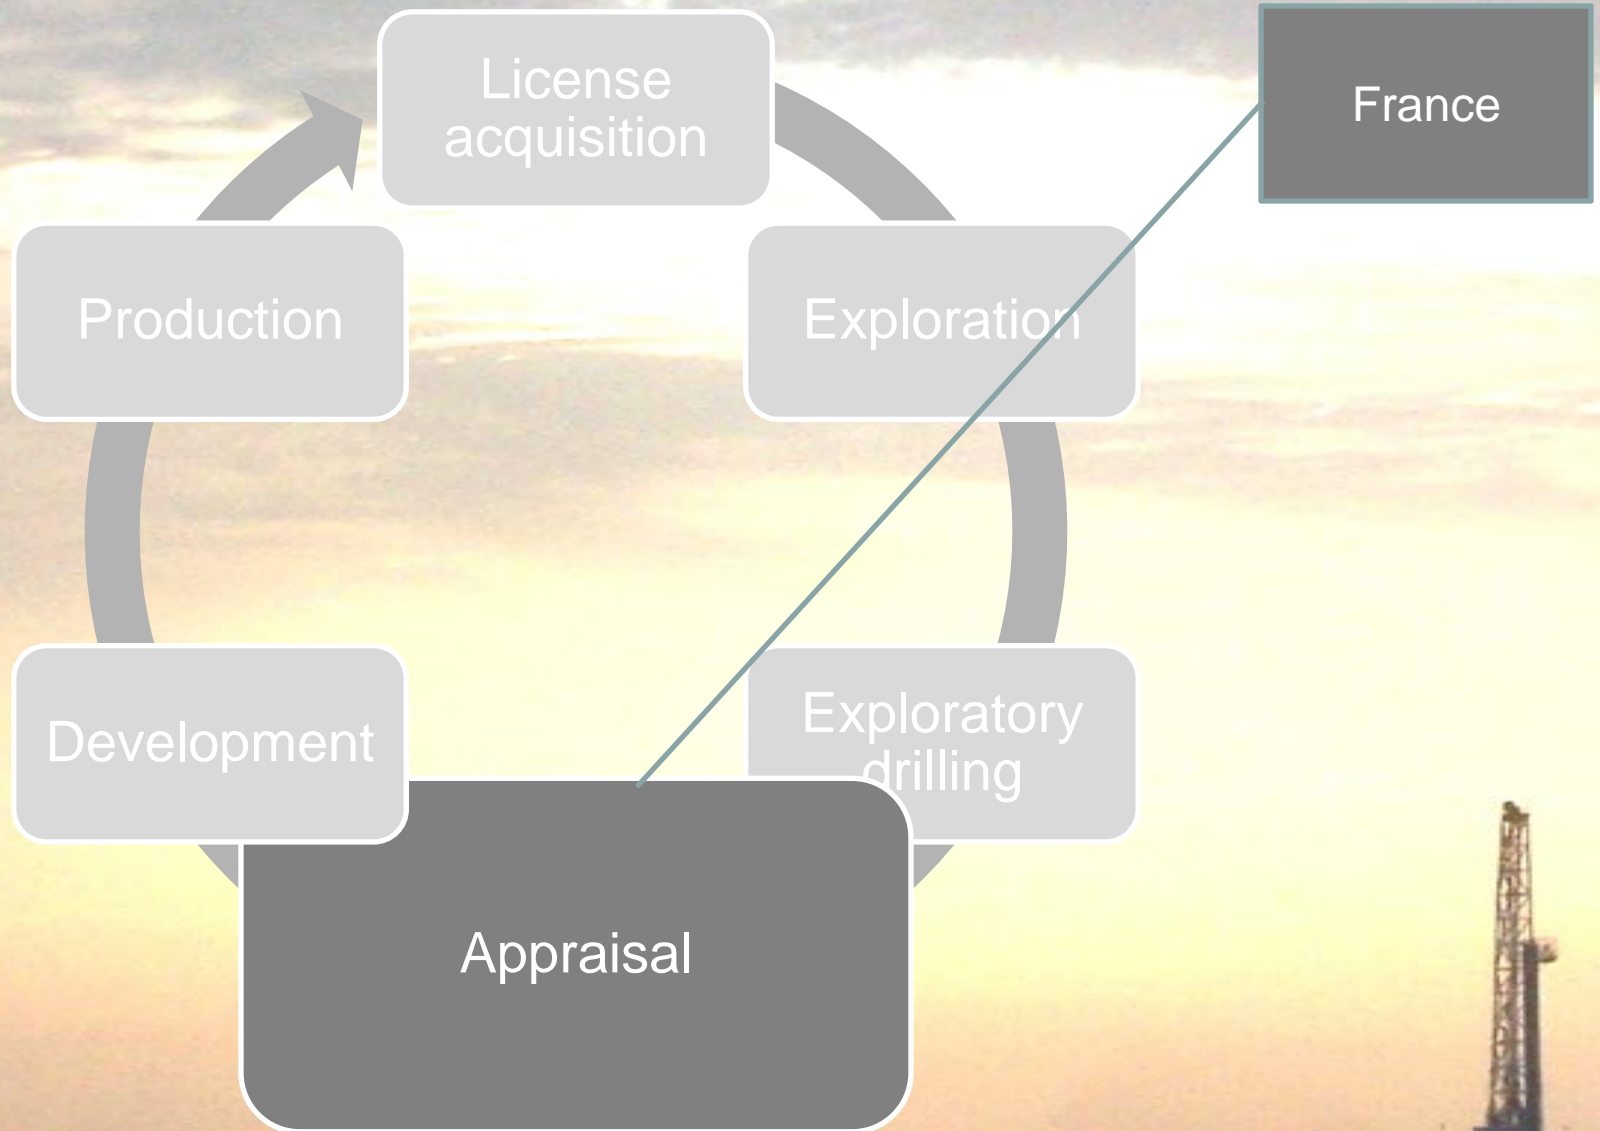 License
acquisition
France
Production
Exploration
Development
Exploratory
drilling
Appraisal